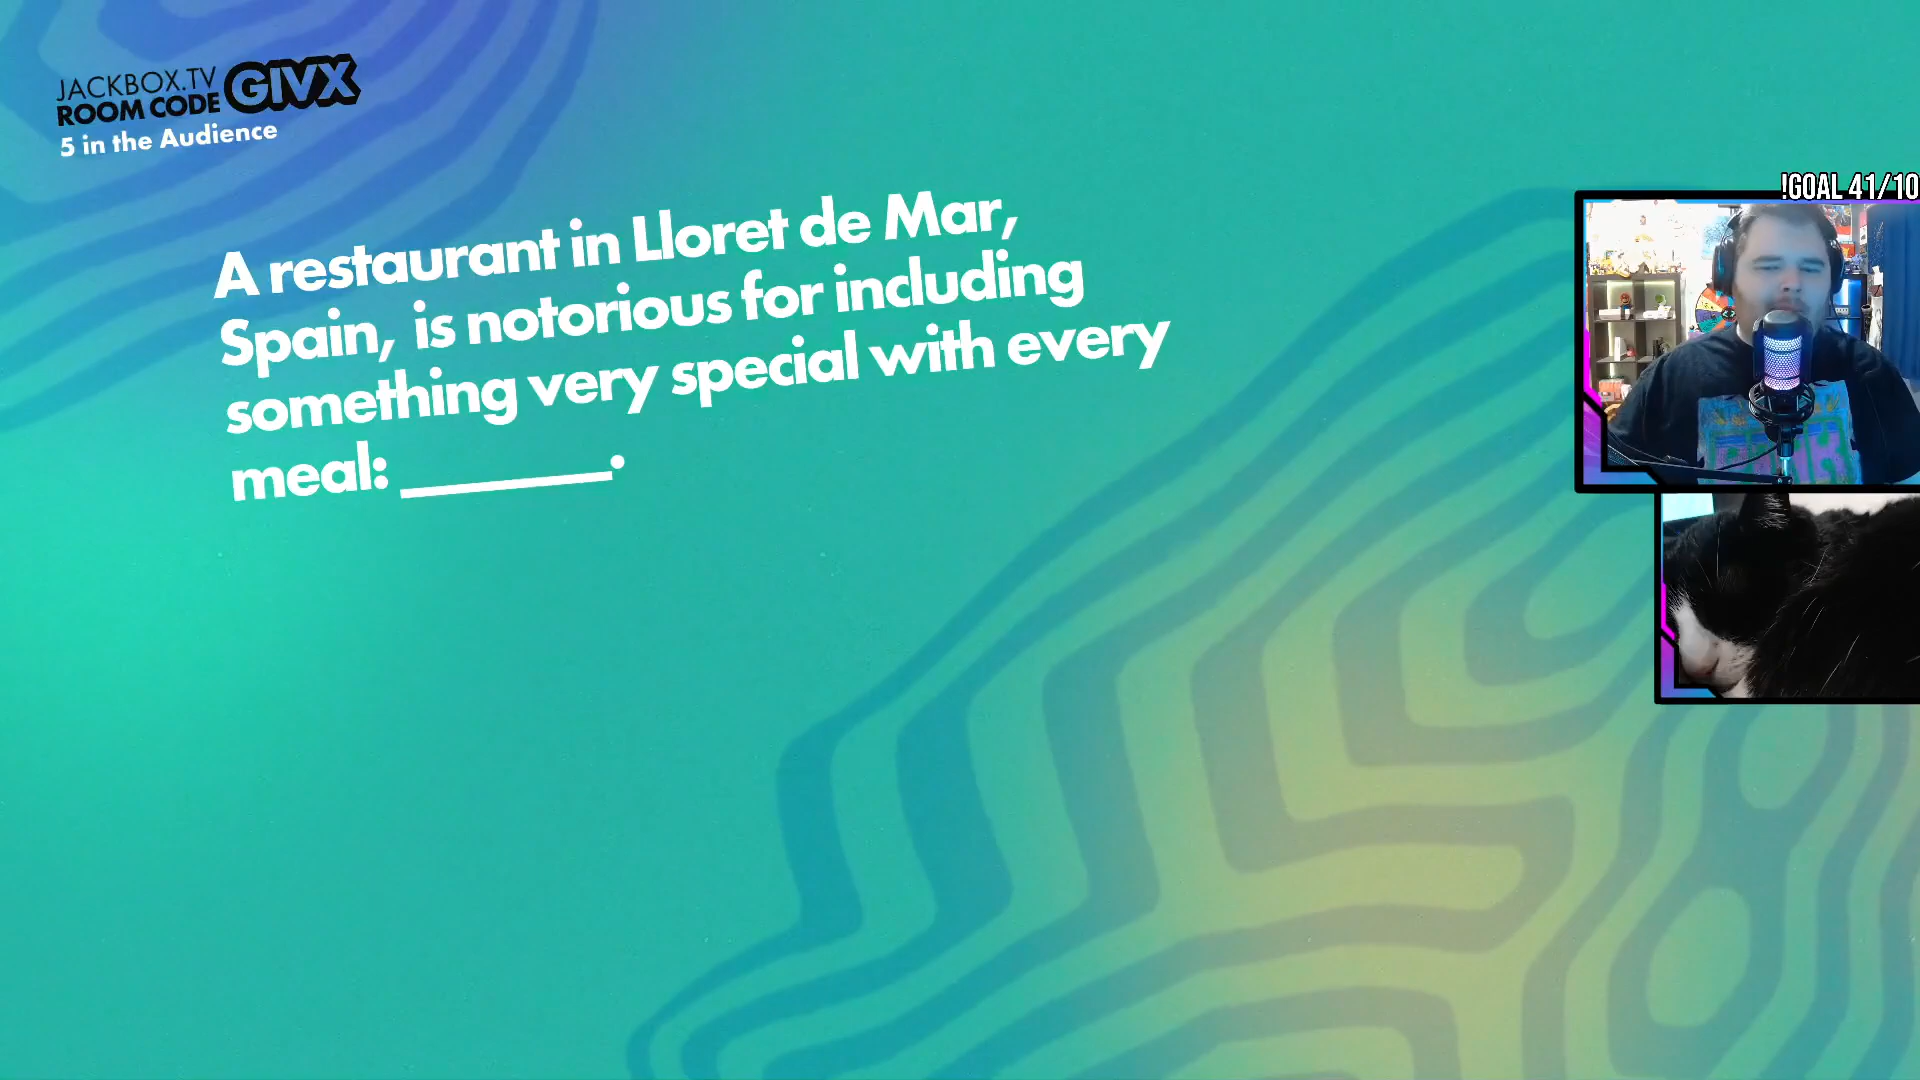 JACKBOX.TV
ROOM CODE GIVX
5 in the Audience
!GOAL 41/10
A restaurant in Lloret de Mar,
Spain, is notorious for including
something very special with every
meal: ________.